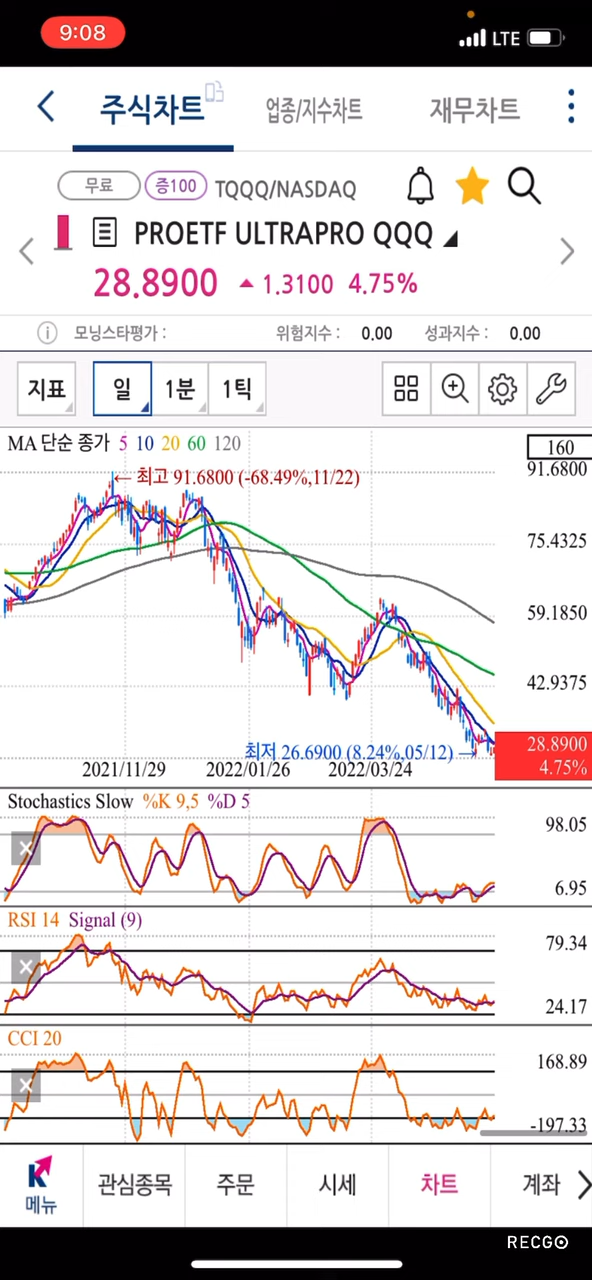 9:08 LTE
주식차트 업종/지수차트 재무차트
무료 증100 TQQQ/NASDAQ
PROETF ULTRAPRO QQQ
28.8900 ▲ 1.3100 4.75%
모닝스타평가 : 위험지수 : 0.00 성과지수 : 0.00
지표 일 1분 1틱
MA 단순 종가 5 10 20 60 120
160
91.6800
← 최고 91.6800 (-68.49%,11/22)
75.4325
59.1850
42.9375
28.8900
4.75%
최저 26.6900 (8.24%,05/12) →
2021/11/29 2022/01/26 2022/03/24
Stochastics Slow %K 9,5 %D 5
98.05
6.95
RSI 14 Signal (9)
79.34
24.17
CCI 20
168.89
-197.33
메뉴 관심종목 주문 시세 차트 계좌
RECGO